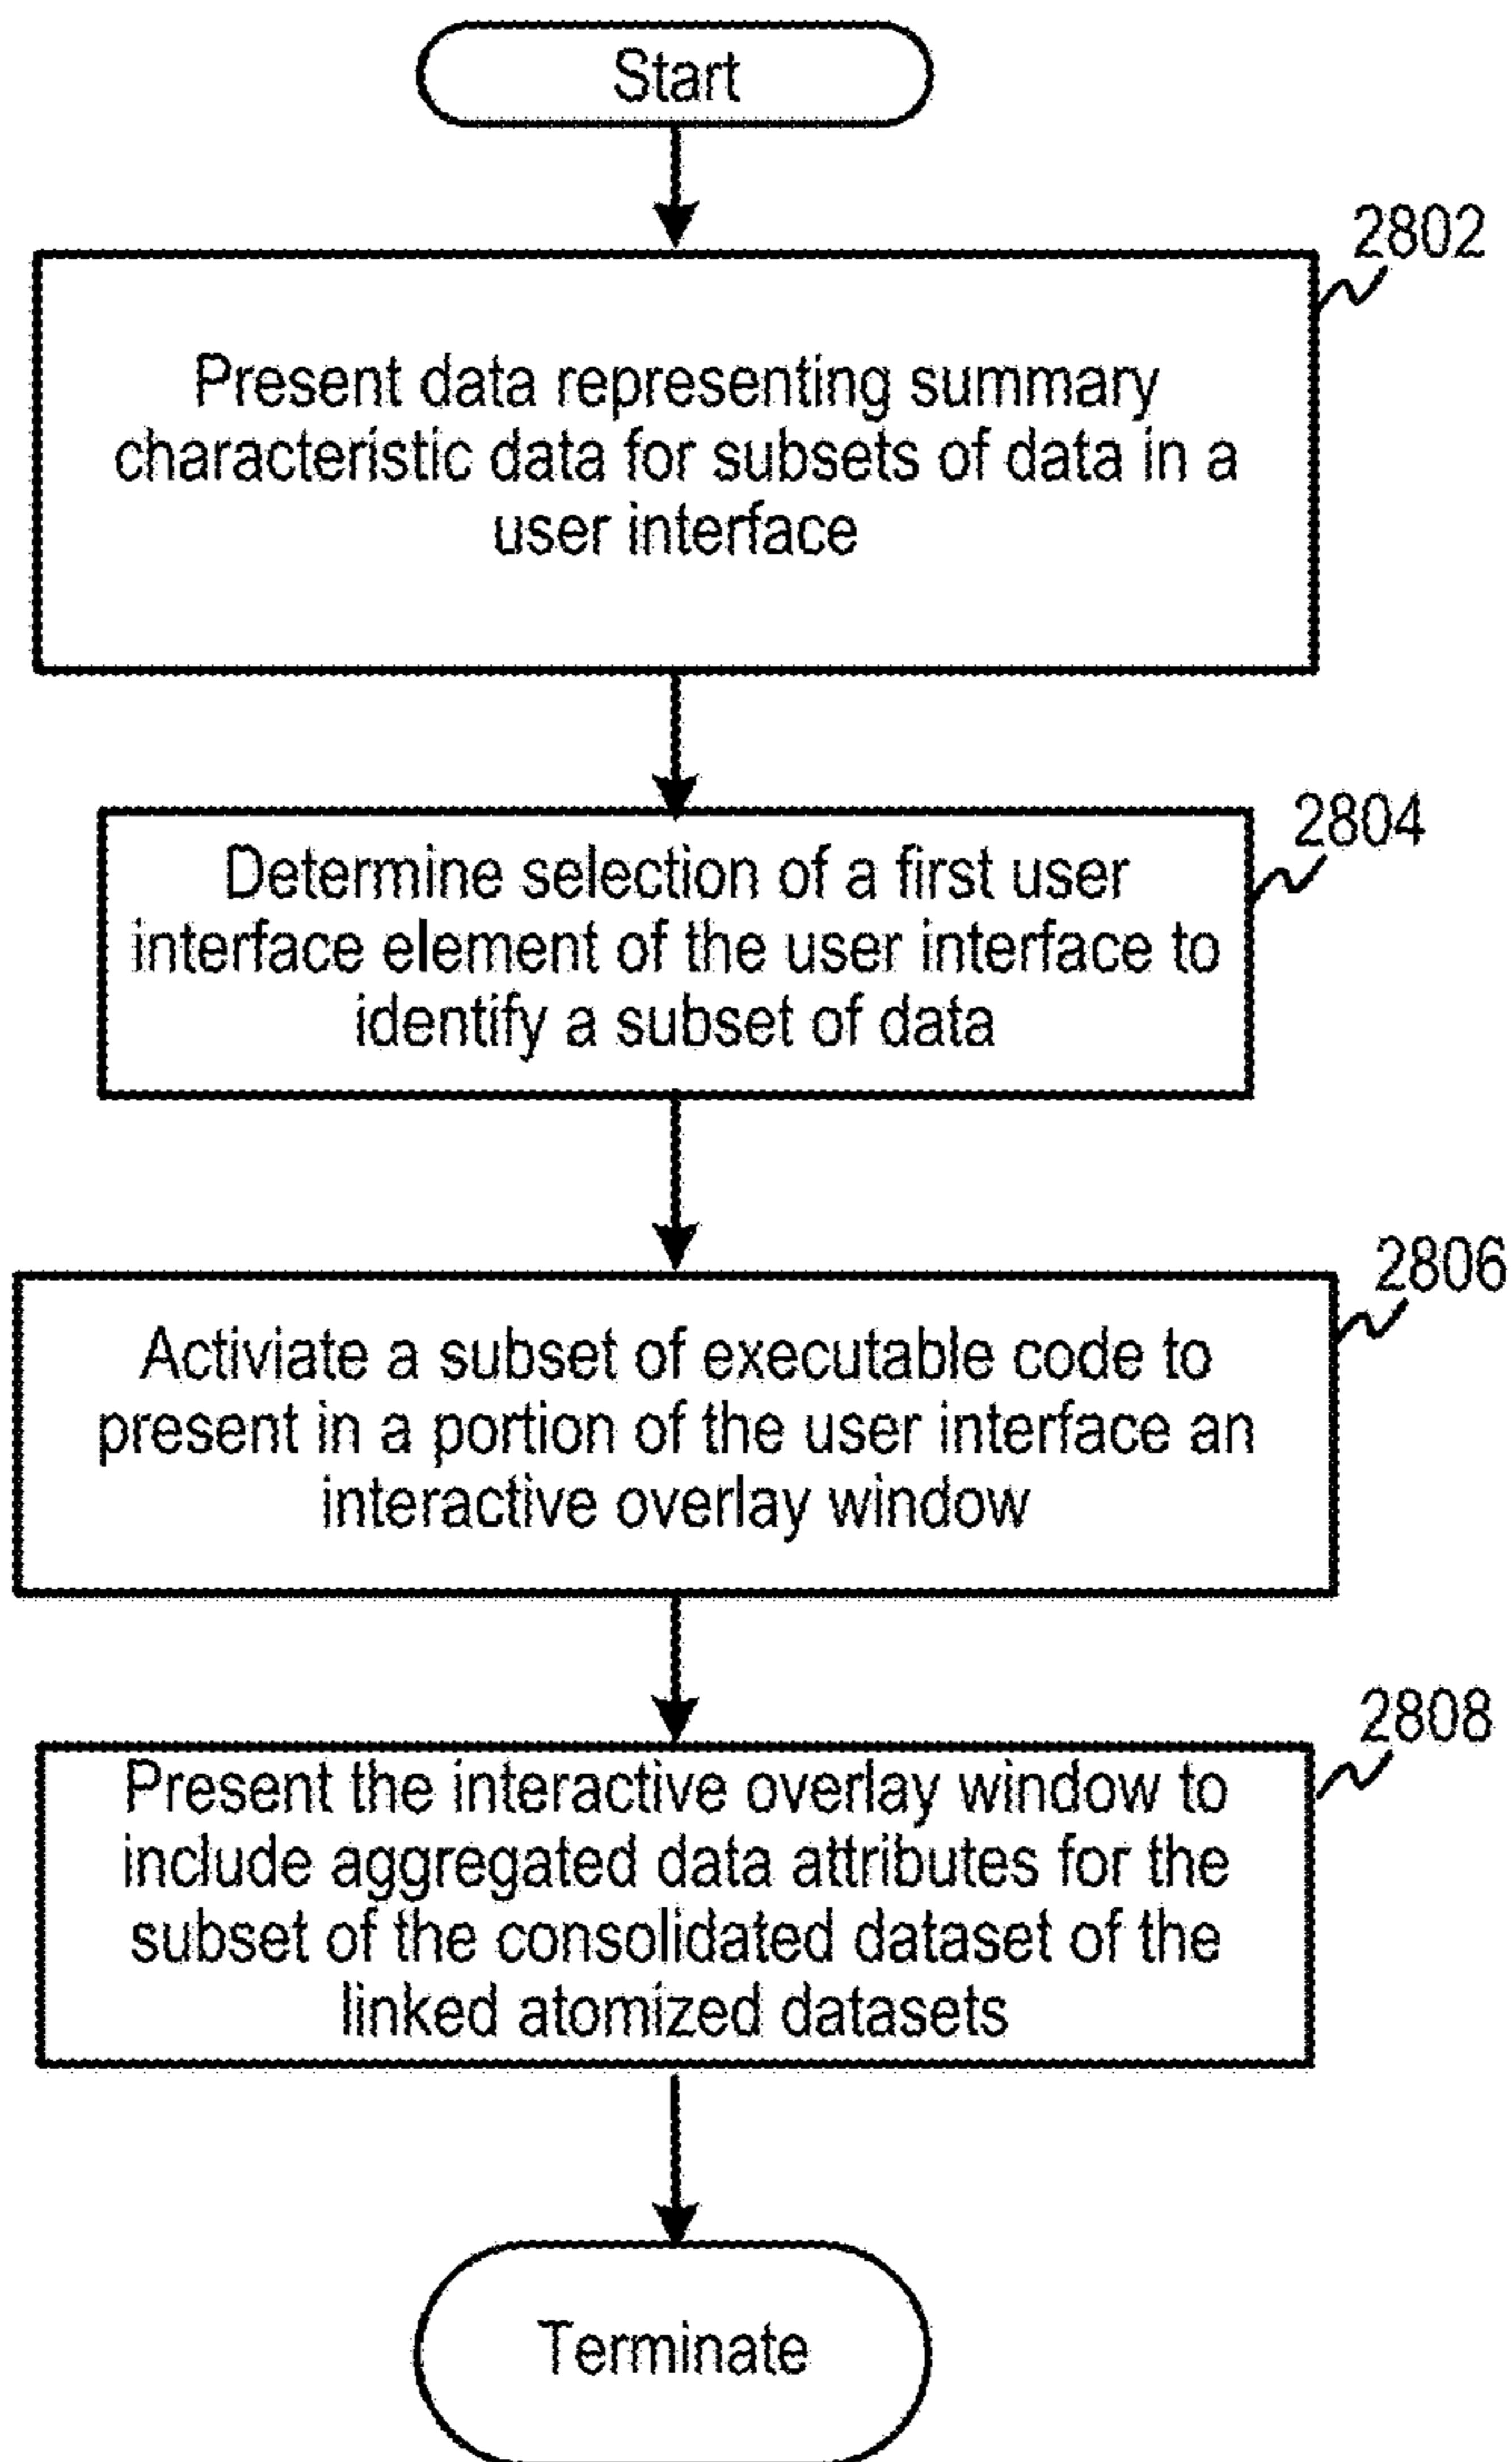 Start
2802
Present data representing summary
characteristic data for subsets of data in a
user interface
2804
Determine selection of a first user
interface element of the user interface to
identify a subset of data
2806
Activiate a subset of executable code to
present in a portion of the user interface an
interactive overlay window
2808
Present the interactive overlay window to
include aggregated data attributes for the
subset of the consolidated dataset of the
linked atomized datasets
Terminate